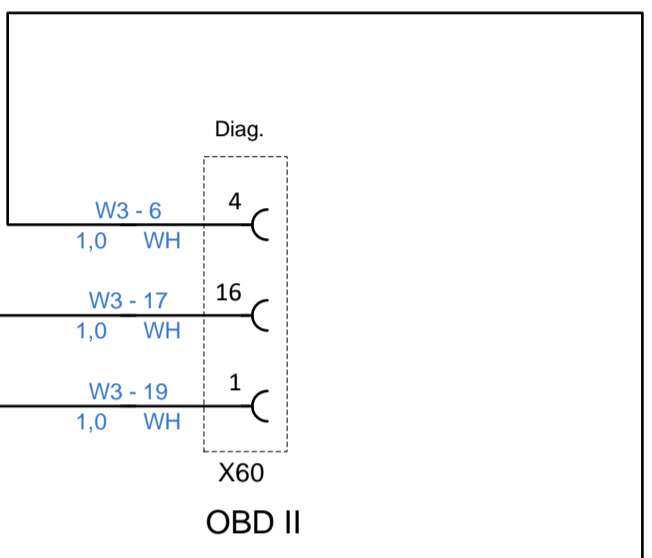 Diag.
W3 - 6
4
1,0 WH
W3 - 17
16
1,0 WH
W3 - 19
1
1,0 WH
X60
OBD II